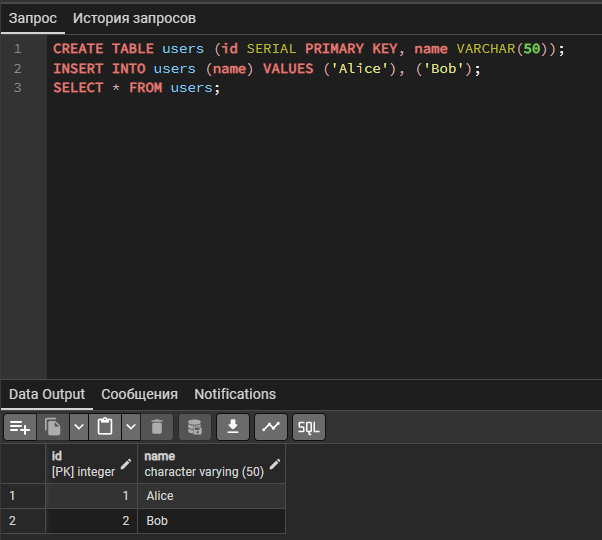 Запрос История запросов
1 CREATE TABLE users (id SERIAL PRIMARY KEY, name VARCHAR(50));
2 INSERT INTO users (name) VALUES ('Alice'), ('Bob');
3 SELECT * FROM users;
Data Output Сообщения Notifications
SQL
id name
[PK] integer character varying (50)
1 1 Alice
2 2 Bob